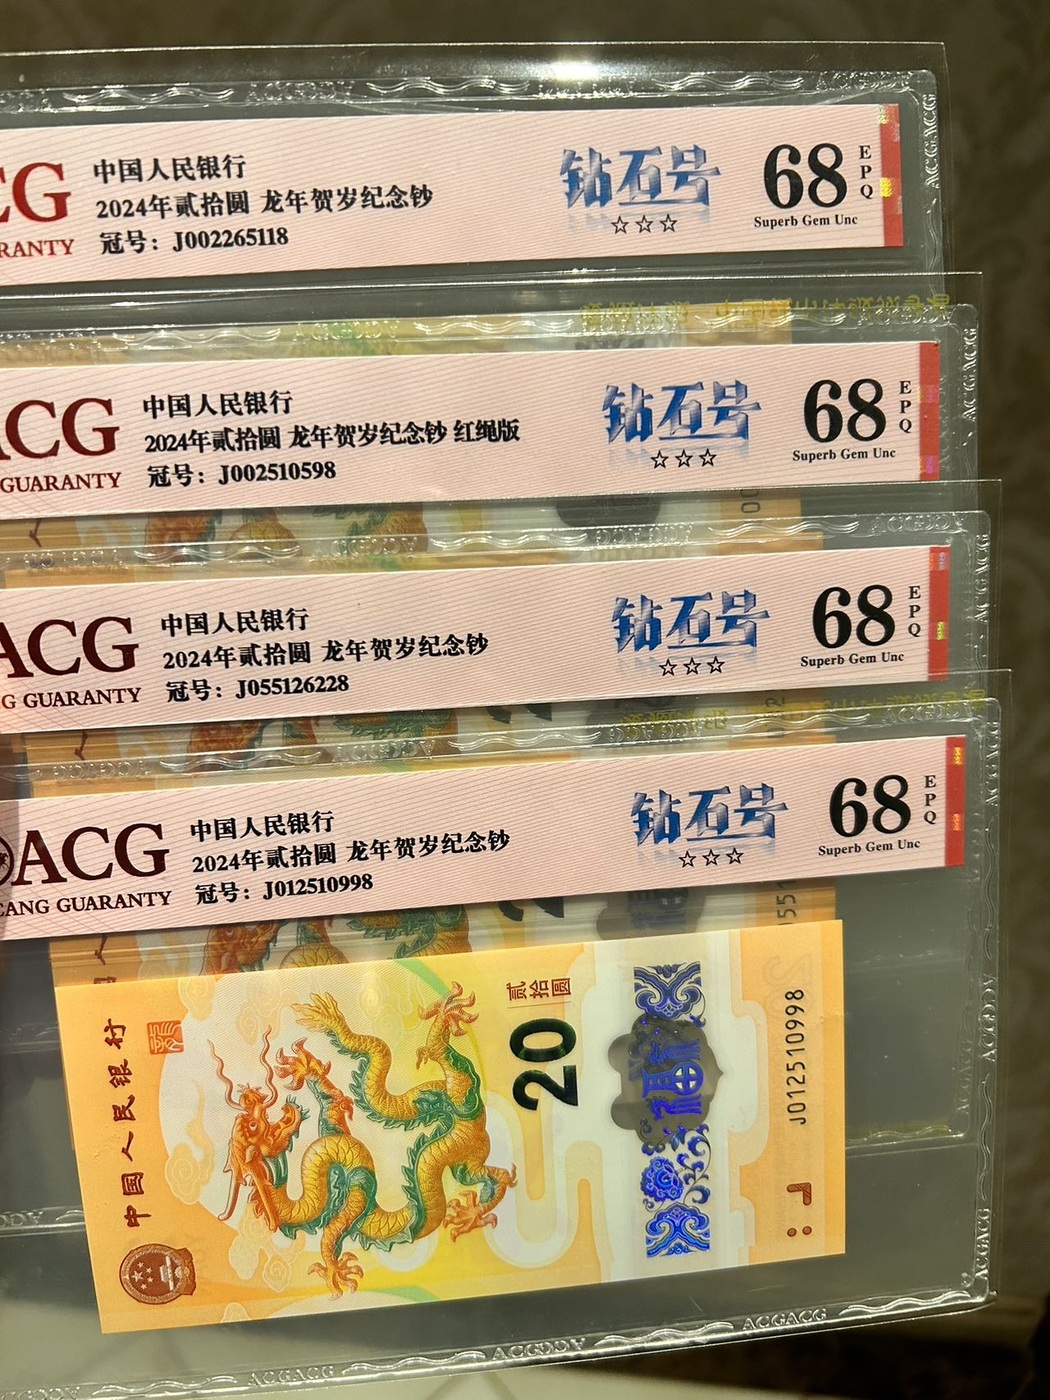 CG
RANTY
中国人民银行
2024年贰拾圆 龙年贺岁纪念钞
冠号：J002265118
钻石号
☆☆☆
68
EPQ
Superb Gem Unc
ACG
GUARANTY
中国人民银行
2024年贰拾圆 龙年贺岁纪念钞 红绳版
冠号：J002510598
钻石号
☆☆☆
68
EPQ
Superb Gem Unc
ACG
G GUARANTY
中国人民银行
2024年贰拾圆 龙年贺岁纪念钞
冠号：J055126228
钻石号
☆☆☆
68
EPQ
Superb Gem Unc
ACG
CANG GUARANTY
中国人民银行
2024年贰拾圆 龙年贺岁纪念钞
冠号：J012510998
钻石号
☆☆☆
68
EPQ
Superb Gem Unc
中国人民银行
贰拾圆
20
福
J012510998
ACGACG
ACGACG